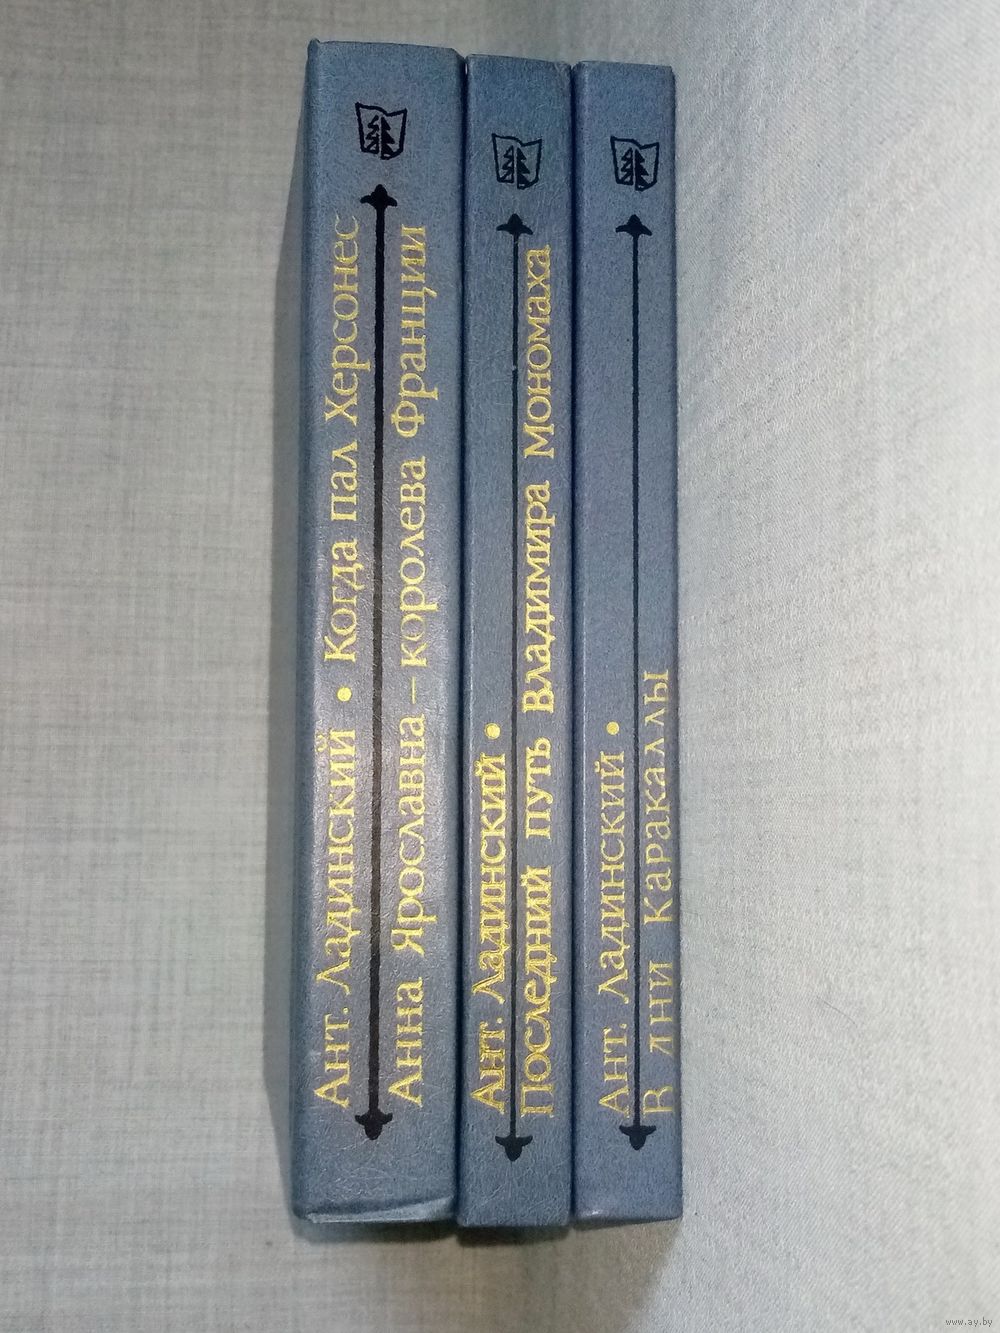 Ант. Ладинский • Когда пал Херсонес
Анна Ярославна – королева Франции
Ант. Ладинский •
Последний путь Владимира Мономаха
Ант. Ладинский •
В дни Каракаллы
www.ay.by